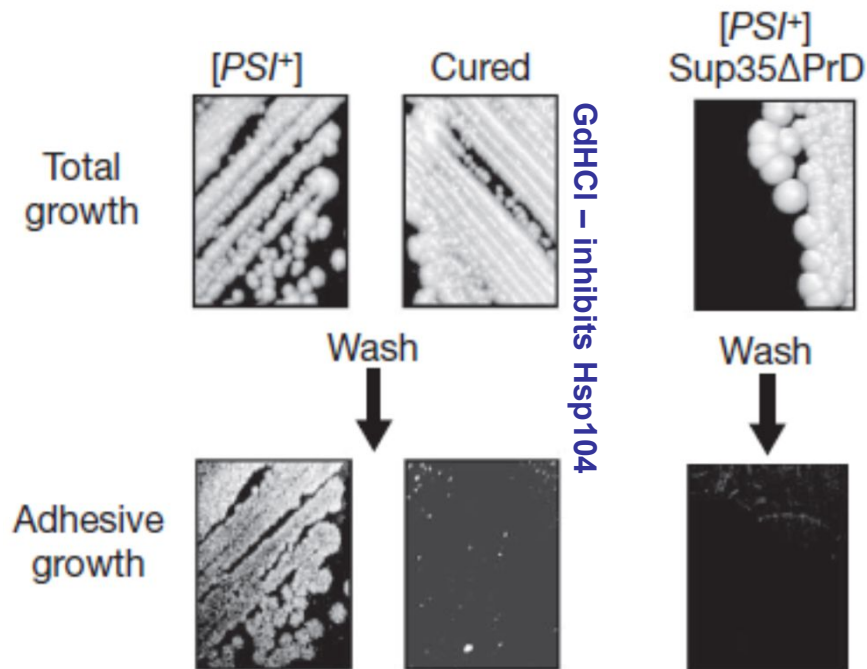 [PSI⁺]
Cured
[PSI⁺]
Sup35ΔPrD
Total
growth
GdHCl – inhibits Hsp104
Wash
Wash
Adhesive
growth